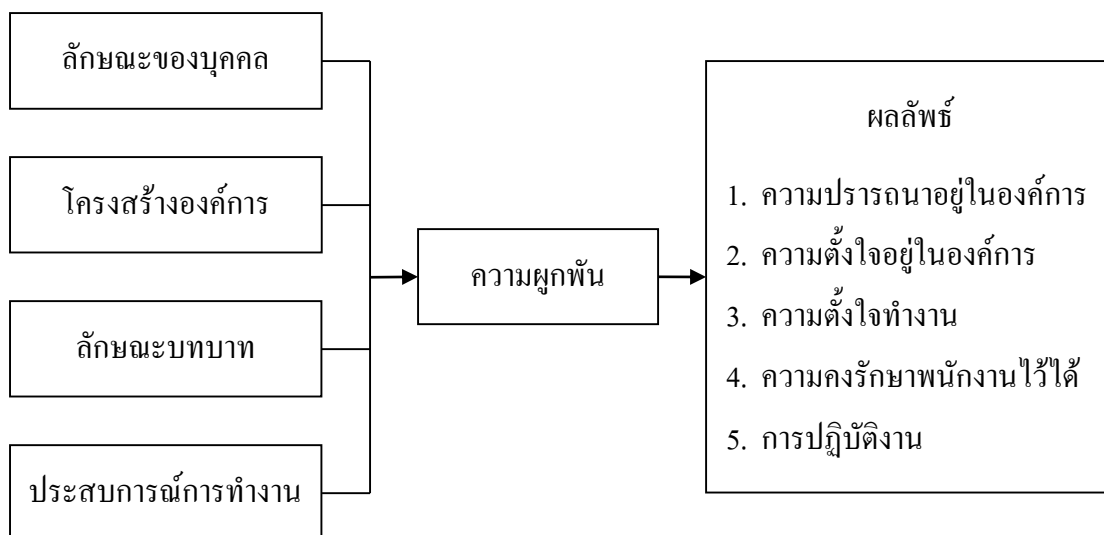 ลักษณะของบุคคล
โครงสร้างองค์การ
ลักษณะบทบาท
ประสบการณ์การทำงาน
ความผูกพัน
ผลลัพธ์
1. ความปรารถนาอยู่ในองค์การ
2. ความตั้งใจอยู่ในองค์การ
3. ความตั้งใจทำงาน
4. ความคงรักษาพนักงานไว้ได้
5. การปฏิบัติงาน